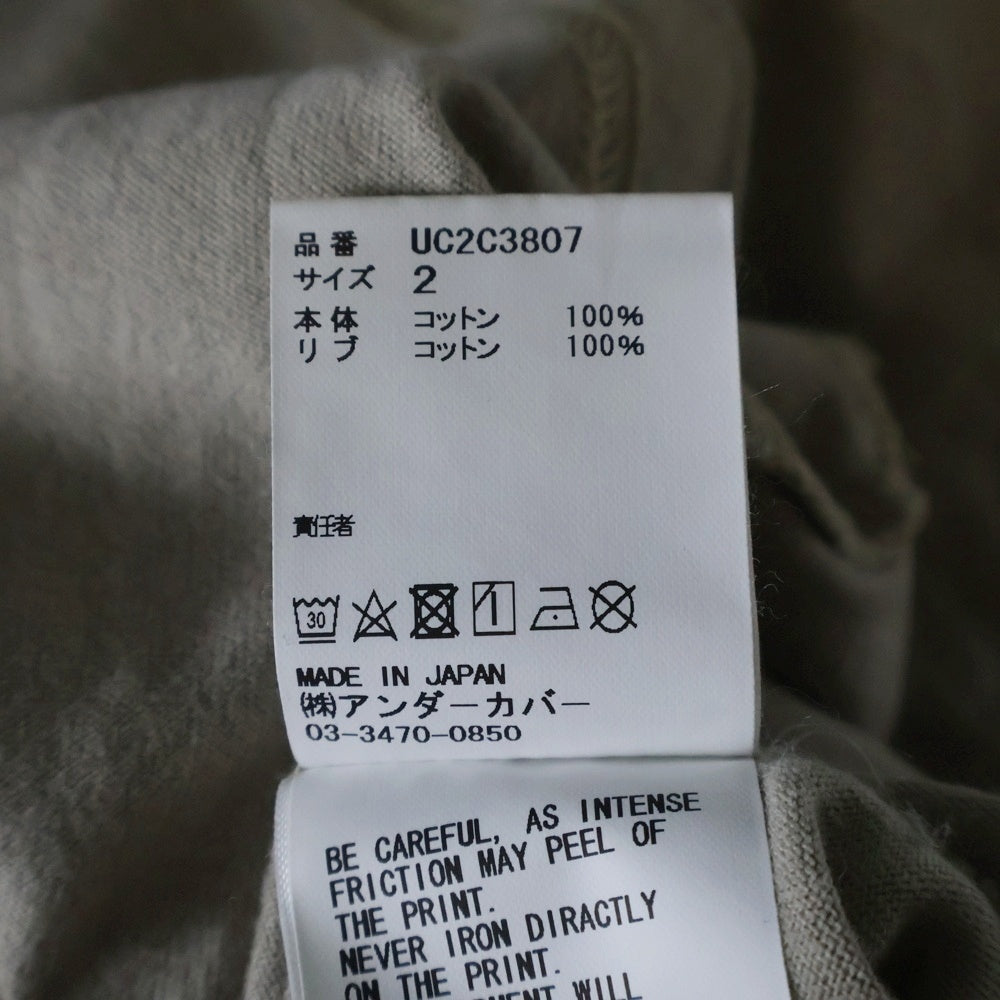 品番 UC2C3807
サイズ 2
本体 コットン 100%
リブ コットン 100%
責任者
30
MADE IN JAPAN
㈱アンダーカバー
03-3470-0850
BE CAREFUL, AS INTENSE
FRICTION MAY PEEL OF
THE PRINT.
NEVER IRON DIRACTLY
ON THE PRINT.
WILL